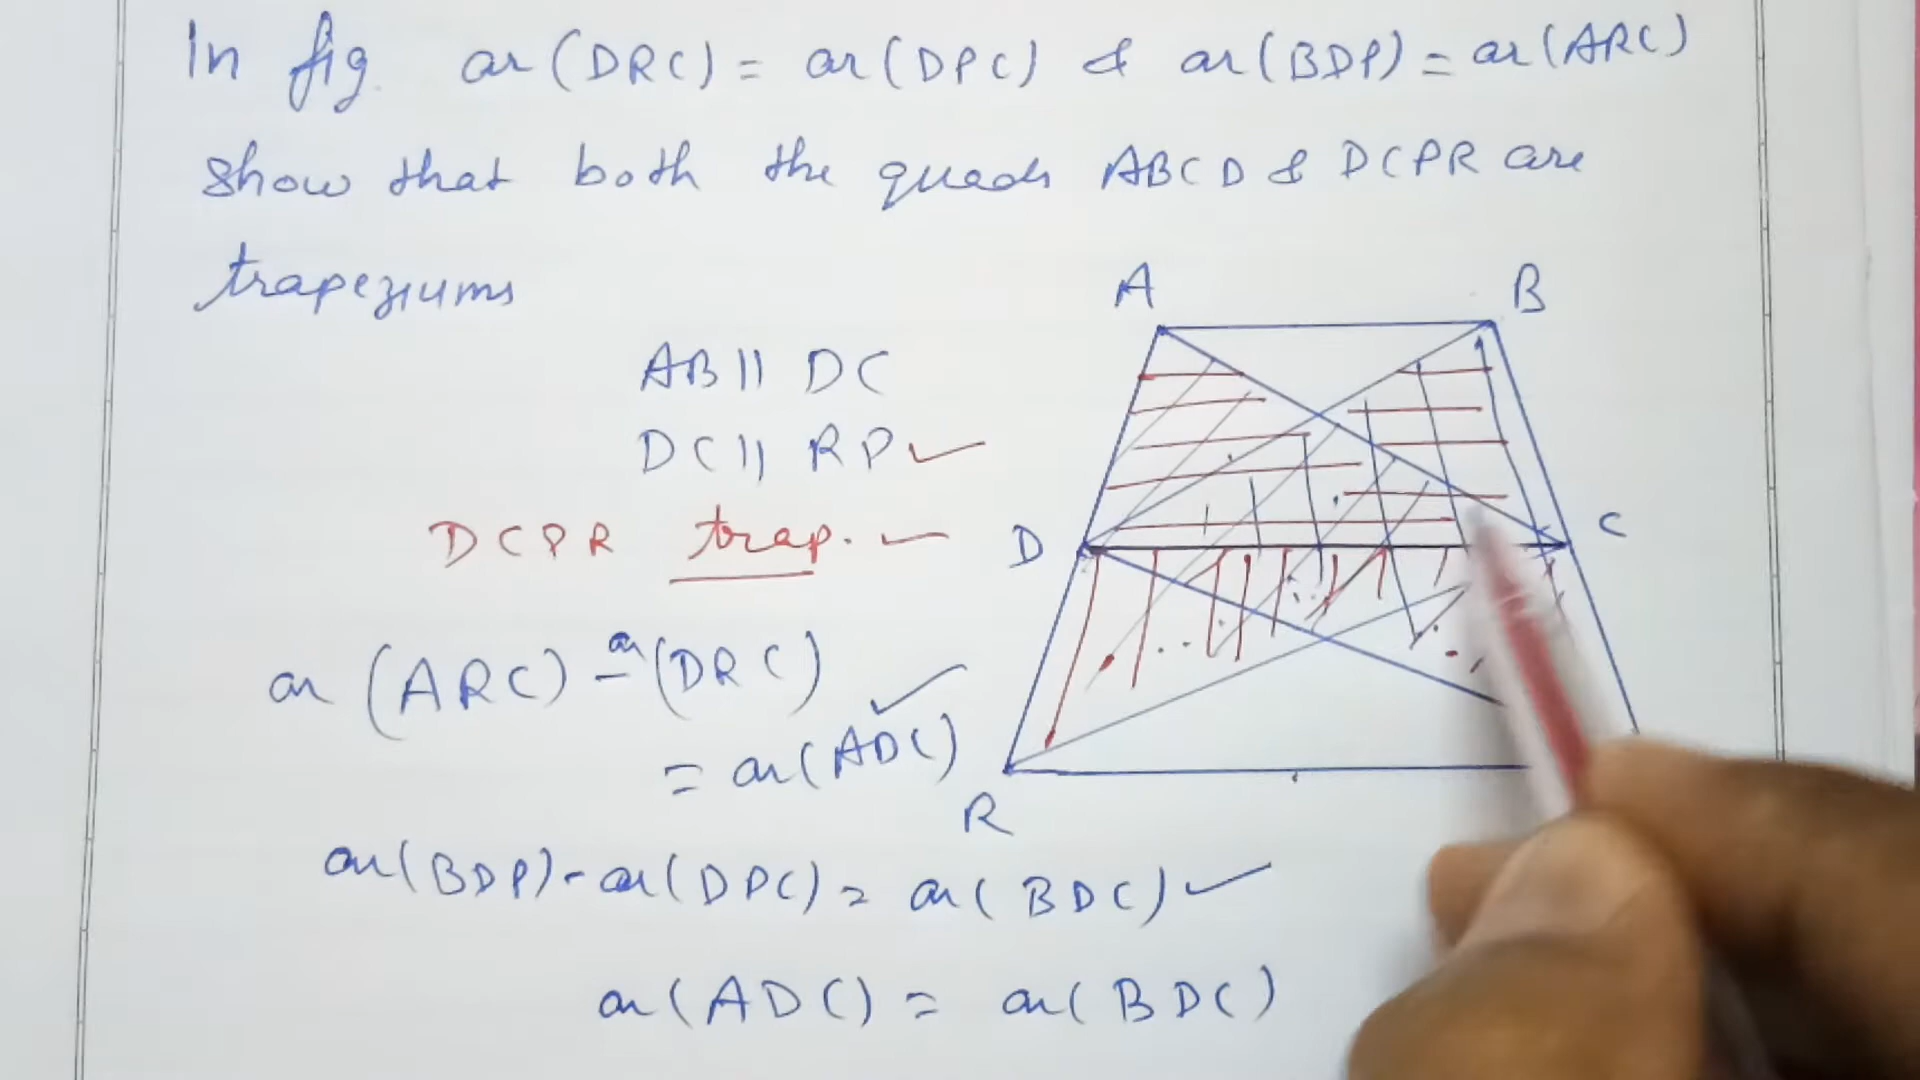 In fig. ar(DRC) = ar(DPC) & ar(BDP) = ar(ARC)
show that both the quads ABCD & DCPR are
trapeziums
A B
AB || DC
DC || RP ✓
DCPR trap. D C
ar (ARC) - ar(DRC)
= ar(ADC) ✓
R
ar(BDP) - ar(DPC) = ar(BDC) ✓
ar(ADC) = ar(BDC)